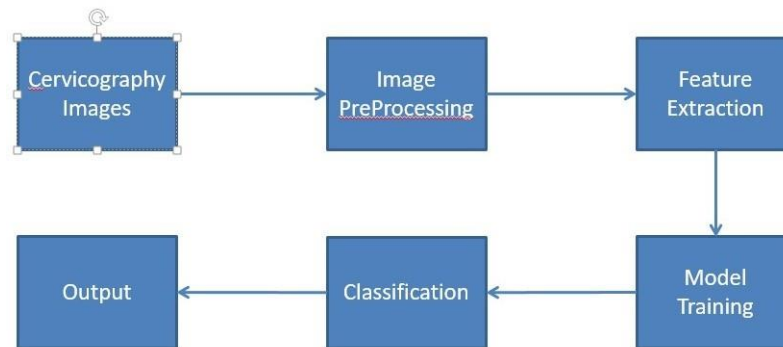 Cervicography
Images
Image
PreProcessing
Feature
Extraction
Model
Training
Classification
Output